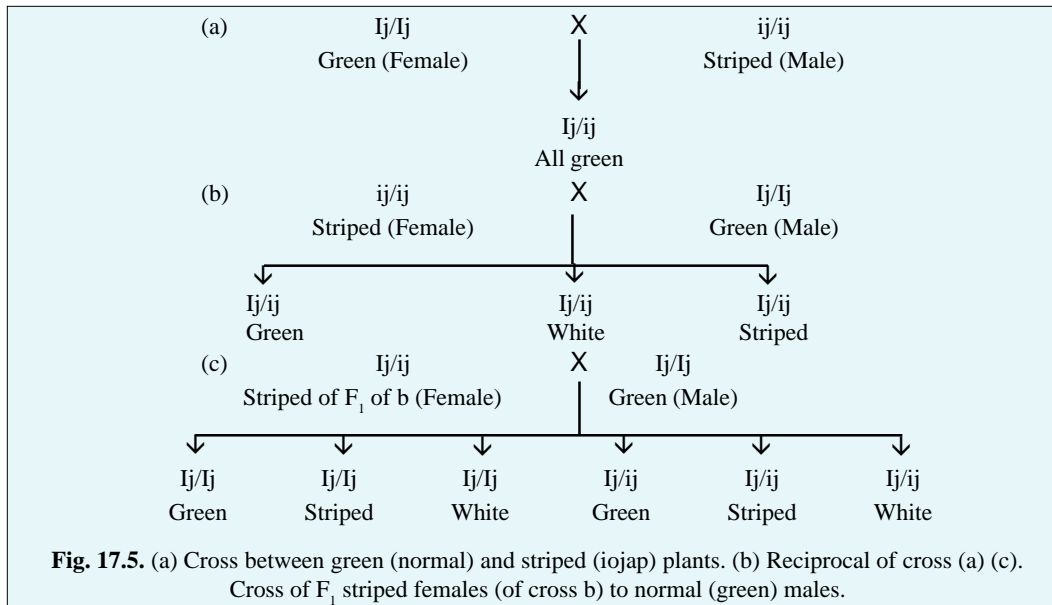 (a) Ij/Ij X ij/ij
Green (Female) Striped (Male)
Ij/ij
All green
(b) ij/ij X Ij/Ij
Striped (Female) Green (Male)
Ij/ij Ij/ij Ij/ij
Green White Striped
(c) Ij/ij X Ij/Ij
Striped of F₁ of b (Female) Green (Male)
Ij/Ij Ij/Ij Ij/Ij Ij/ij Ij/ij Ij/ij
Green Striped White Green Striped White
Fig. 17.5. (a) Cross between green (normal) and striped (iojap) plants. (b) Reciprocal of cross (a) (c).
Cross of F₁ striped females (of cross b) to normal (green) males.